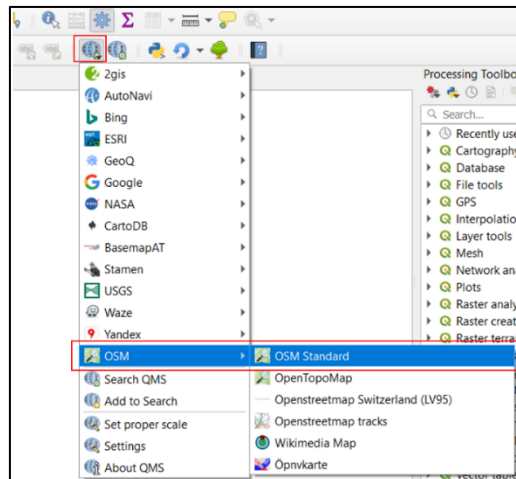 Processing Toolbo
Search...
2gis
AutoNavi
Bing
ESRI
GeoQ
Google
NASA
CartoDB
BasemapAT
Stamen
USGS
Waze
Yandex
OSM
Search QMS
Add to Search
Set proper scale
Settings
About QMS
OSM Standard
OpenTopoMap
Openstreetmap Switzerland (LV95)
Openstreetmap tracks
Wikimedia Map
Öpnvkarte
Recently use
Cartography
Database
File tools
GPS
Interpolatio
Layer tools
Mesh
Network ana
Plots
Raster analy
Raster creat
Raster terra
Vector table